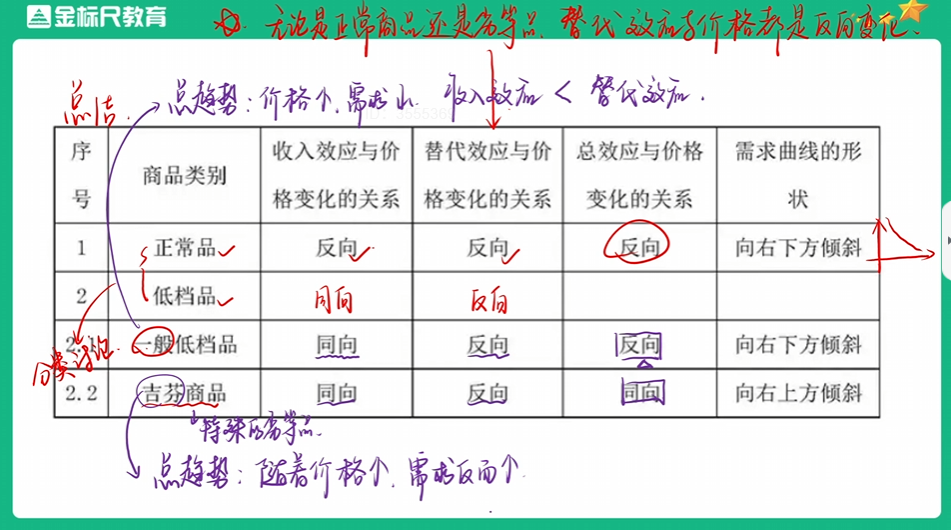 金标尺教育
☆ 无论是正常商品还是劣等品 替代效应与价格都是反向变化.
总结.
总趋势:价格个,需求↓. 收入效应 < 替代效应.
序号 商品类别 收入效应与价格变化的关系 替代效应与价格变化的关系 总效应与价格变化的关系 需求曲线的形状
1 正常品 反向 反向 反向 向右下方倾斜
2 低档品 同向 反向
2.1 一般低档品 同向 反向 反向 向右下方倾斜
2.2 吉芬商品 同向 反向 同向 向右上方倾斜
分类讨论.
特殊的劣等品.
总趋势:随着价格↑,需求反而↑.